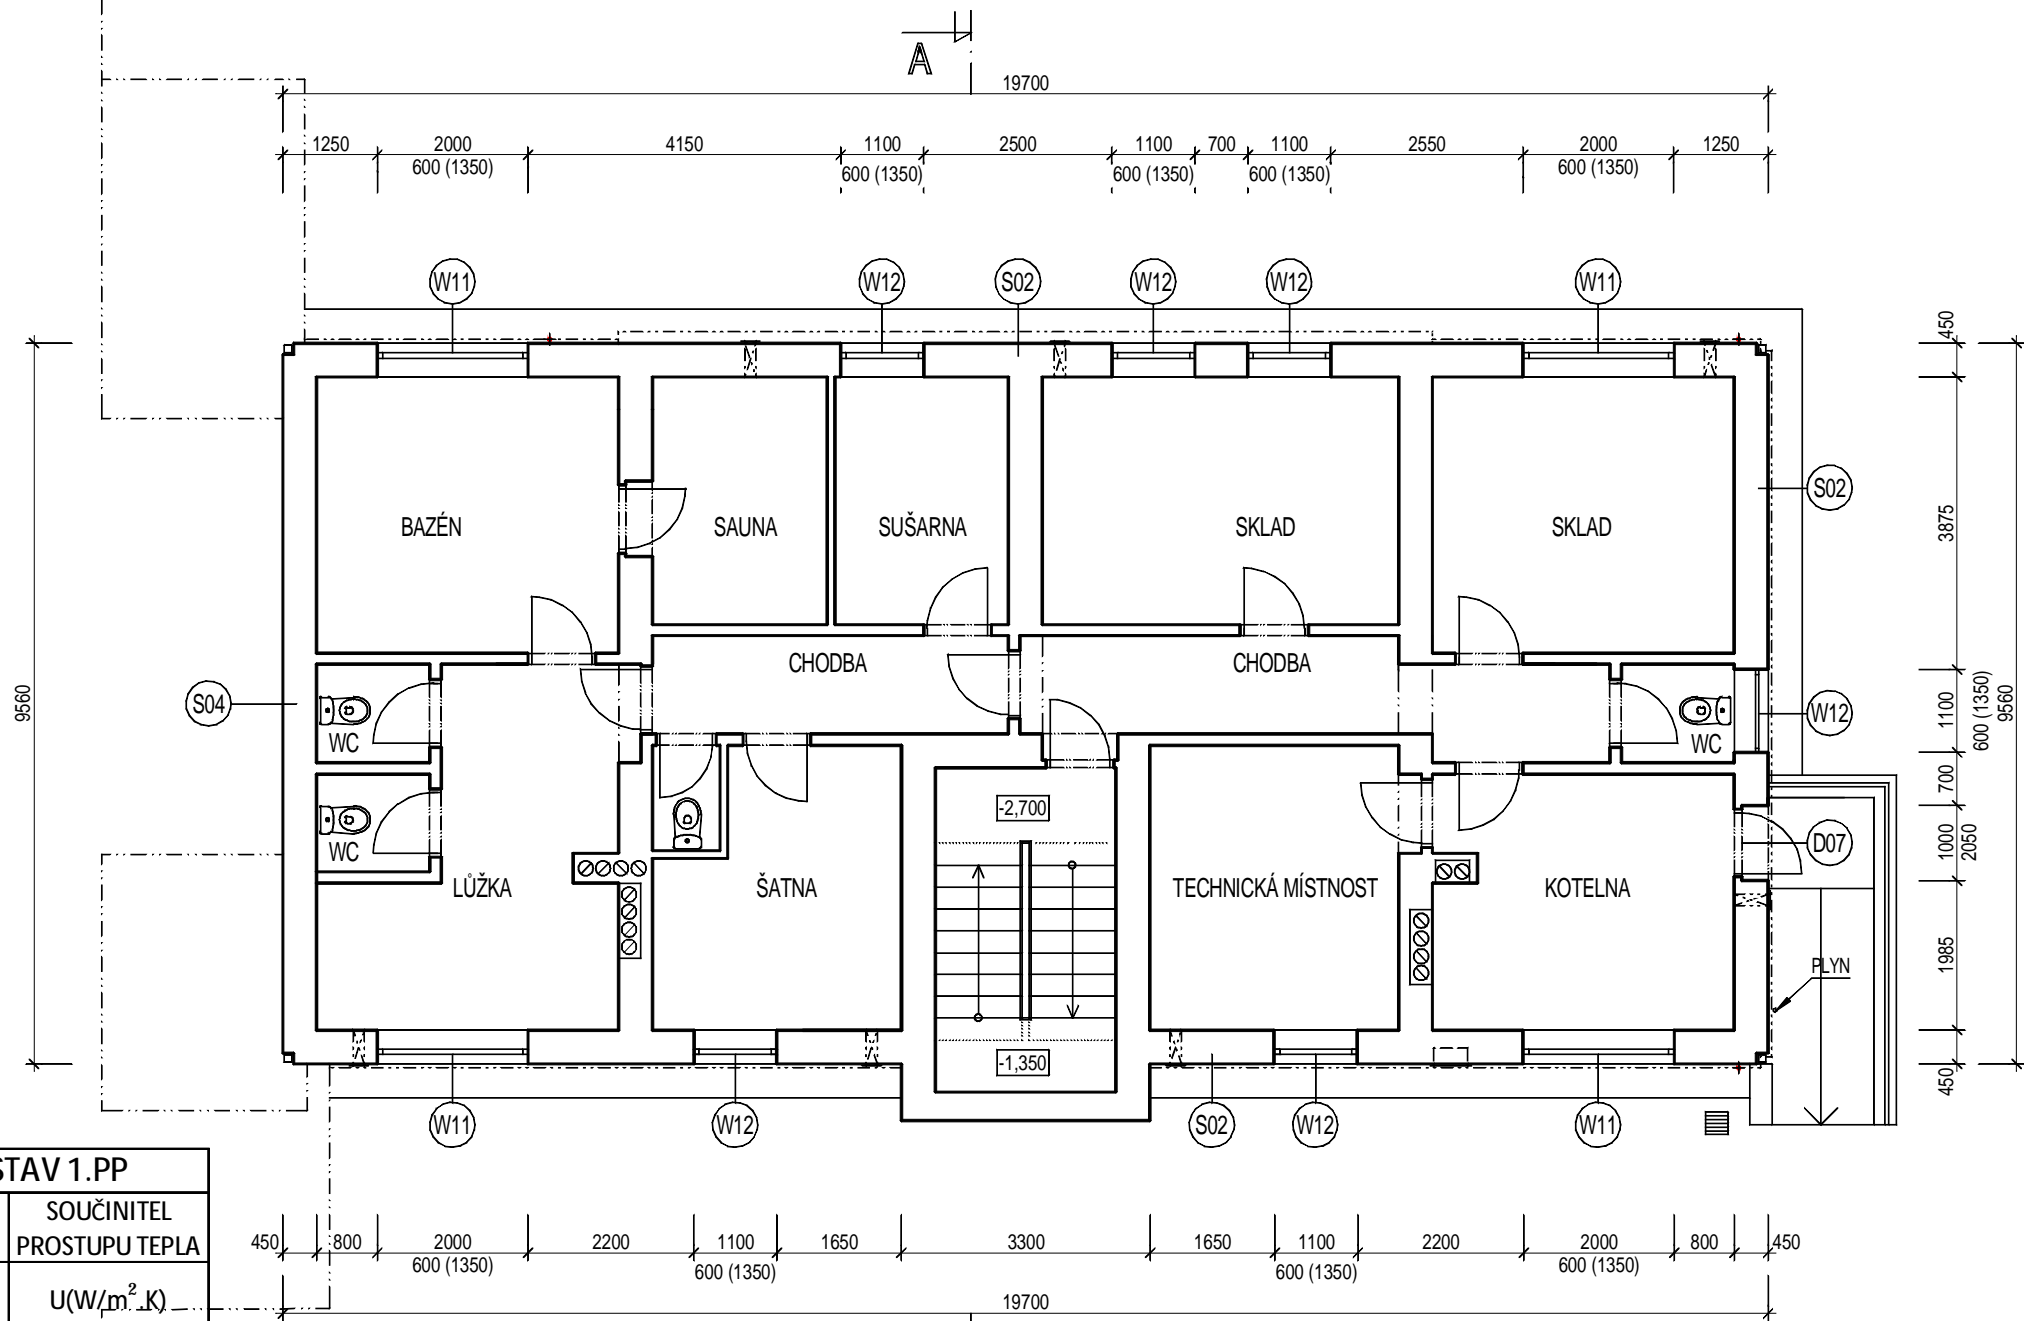 A
19700
1250 2000 4150 1100 2500 1100 700 1100 2550 2000 1250
600 (1350) 600 (1350) 600 (1350) 600 (1350) 600 (1350)
W11 W12 S02 W12 W12 W11
450
S02
BAZÉN SAUNA SUŠARNA SKLAD SKLAD
3875
CHODBA CHODBA
9560
S04
WC
WC
W12
1100
600 (1350)
9560
700
-2,700
WC
D07
1000
2050
LŮŽKA ŠATNA TECHNICKÁ MÍSTNOST KOTELNA
1985
PLYN
-1,350
450
W11 W12 S02 W12 W11
STAV 1.PP
SOUČINITEL
PROSTUPU TEPLA
U(W/m².K)
450 800 2000 2200 1100 1650 3300 1650 1100 2200 2000 800 450
600 (1350) 600 (1350) 600 (1350) 600 (1350)
19700